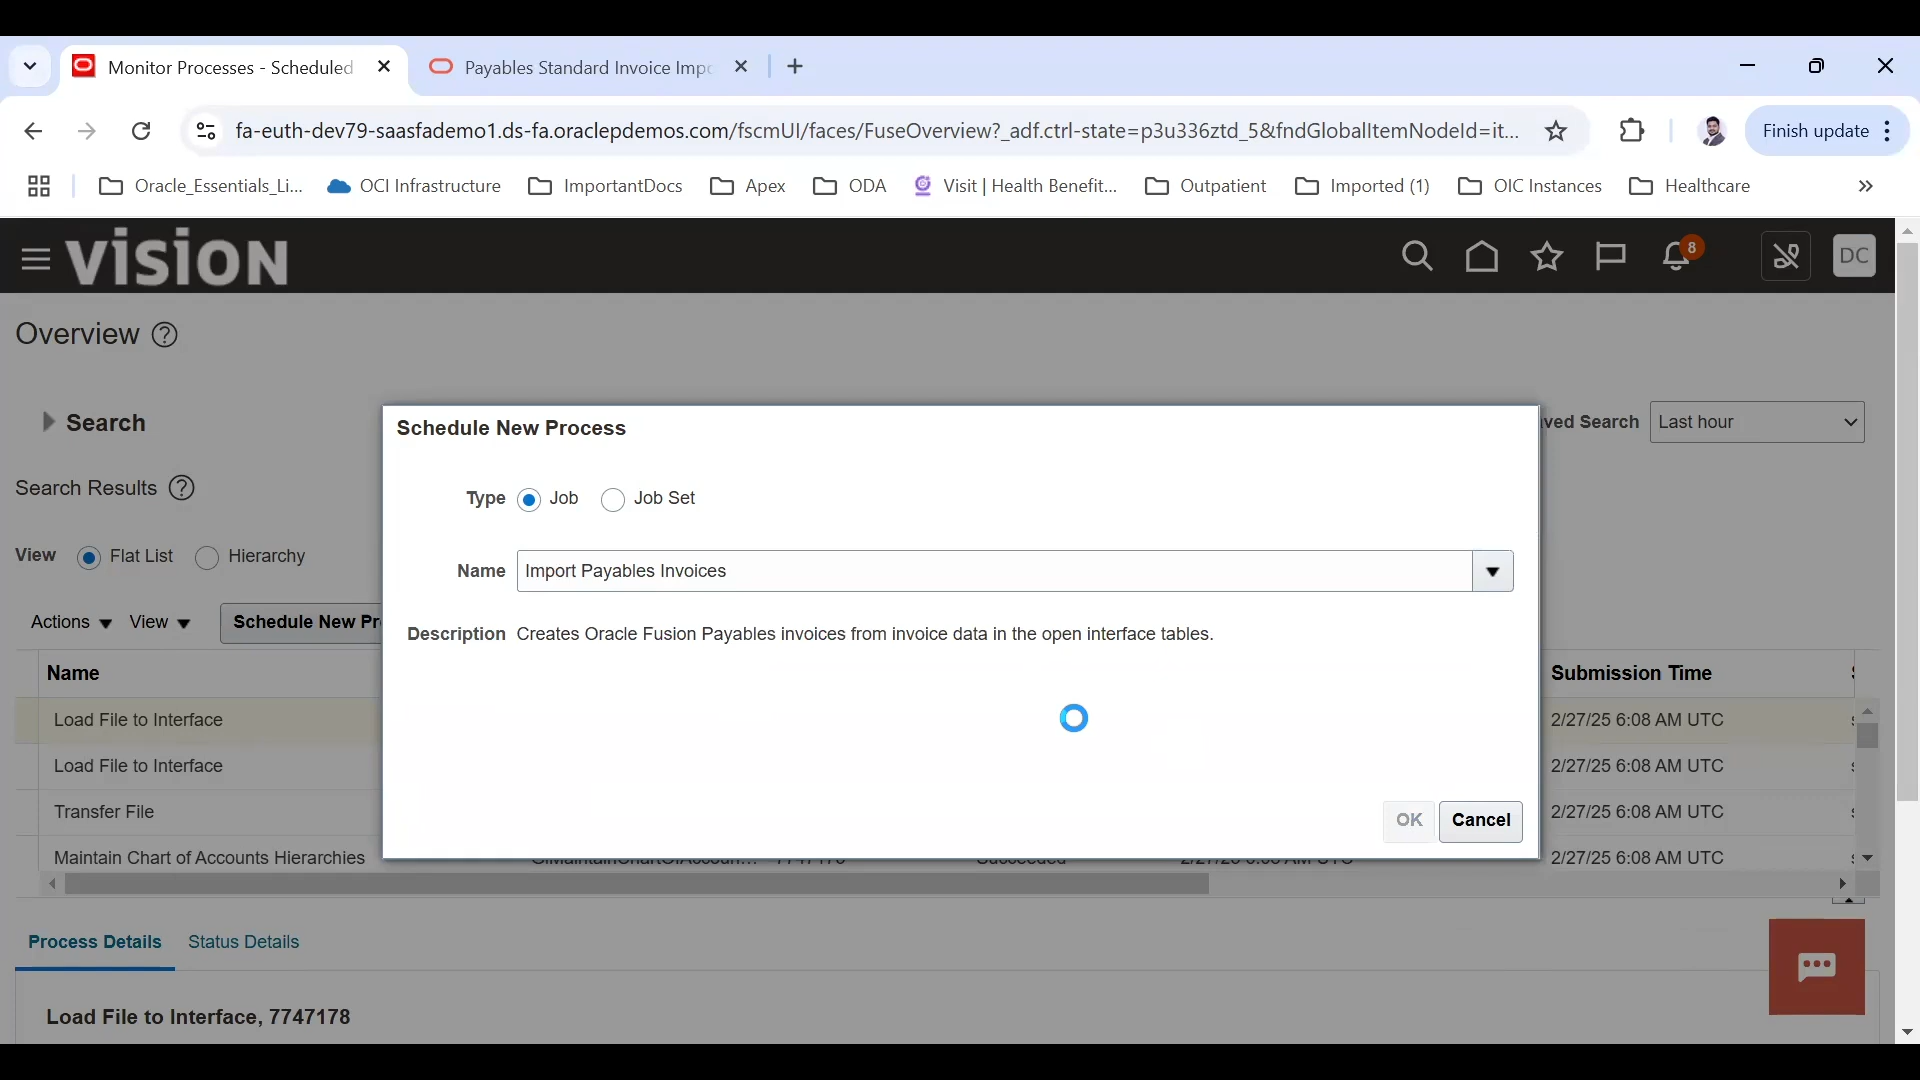 Monitor Processes - Scheduled
Payables Standard Invoice Impo
fa-euth-dev79-saasfademo1.ds-fa.oraclepdemos.com/fscmUI/faces/FuseOverview?_adf.ctrl-state=p3u336ztd_5&fndGlobalItemNodeId=it...
Finish update
Oracle_Essentials_Li...
OCI Infrastructure
ImportantDocs
Apex
ODA
Visit | Health Benefit...
Outpatient
Imported (1)
OIC Instances
Healthcare
vision
8
DC
Overview
Search
ved Search
Last hour
Search Results
View
Flat List
Hierarchy
Actions
View
Schedule New Pr
Name
Submission Time
Load File to Interface
2/27/25 6:08 AM UTC
Load File to Interface
2/27/25 6:08 AM UTC
Transfer File
2/27/25 6:08 AM UTC
Maintain Chart of Accounts Hierarchies
2/27/25 6:08 AM UTC
Schedule New Process
Type
Job
Job Set
Name
Import Payables Invoices
Description
Creates Oracle Fusion Payables invoices from invoice data in the open interface tables.
OK
Cancel
Process Details
Status Details
Load File to Interface, 7747178